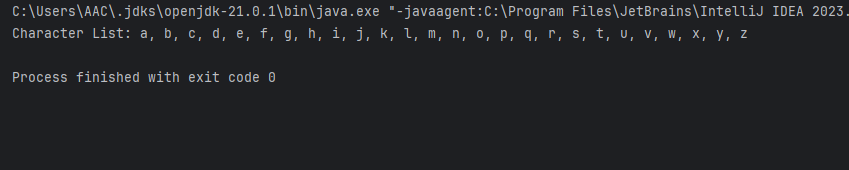 C:\Users\AAC\.jdks\openjdk-21.0.1\bin\java.exe "-javaagent:C:\Program Files\JetBrains\IntelliJ IDEA 2023.
Character List: a, b, c, d, e, f, g, h, i, j, k, l, m, n, o, p, q, r, s, t, u, v, w, x, y, z
Process finished with exit code 0